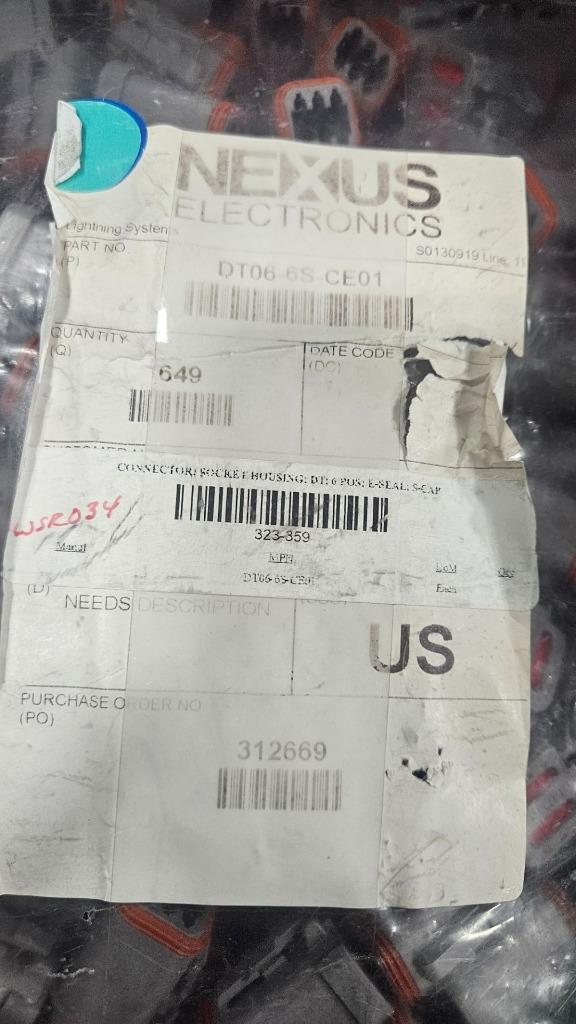 NEXUS
ELECTRONICS
Lightning Systems
S0130919 Line: 11
PART NO
(P)
DT06-6S-CE01
QUANTITY
(Q)
649
DATE CODE
(DC)
CONNECTOR; SOCKET HOUSING; DT; 6 POS; E-SEAL; S-CAP
WSR034
323-359
MPN
UoM
DT06-6S-CE01
Each
(D)
NEEDS DESCRIPTION
US
PURCHASE ORDER NO
(PO)
312669